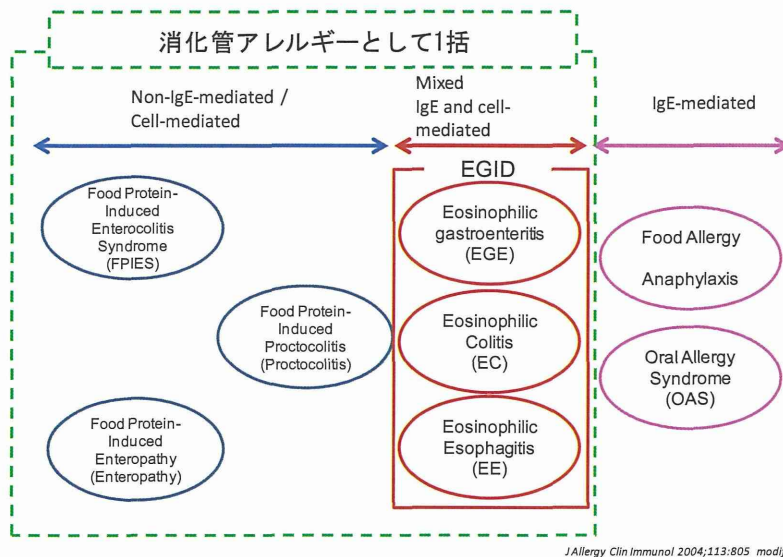 消化管アレルギーとして1括
Non-IgE-mediated /
Cell-mediated
Mixed
IgE and cell-
mediated
IgE-mediated
EGID
Food Protein-
Induced
Enterocolitis
Syndrome
(FPIES)
Food Protein-
Induced
Proctocolitis
(Proctocolitis)
Food Protein-
Induced
Enteropathy
(Enteropathy)
Eosinophilic
gastroenteritis
(EGE)
Eosinophilic
Colitis
(EC)
Eosinophilic
Esophagitis
(EE)
Food Allergy
Anaphylaxis
Oral Allergy
Syndrome
(OAS)
J Allergy Clin Immunol 2004;113:805